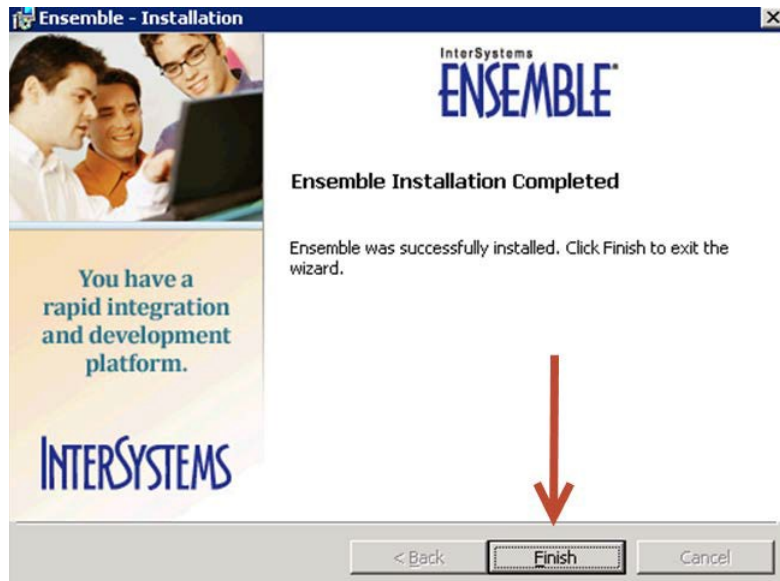 Ensemble - Installation
InterSystems
ENSEMBLE
Ensemble Installation Completed
Ensemble was successfully installed. Click Finish to exit the
wizard.
You have a
rapid integration
and development
platform.
INTERSYSTEMS
< Back
Finish
Cancel